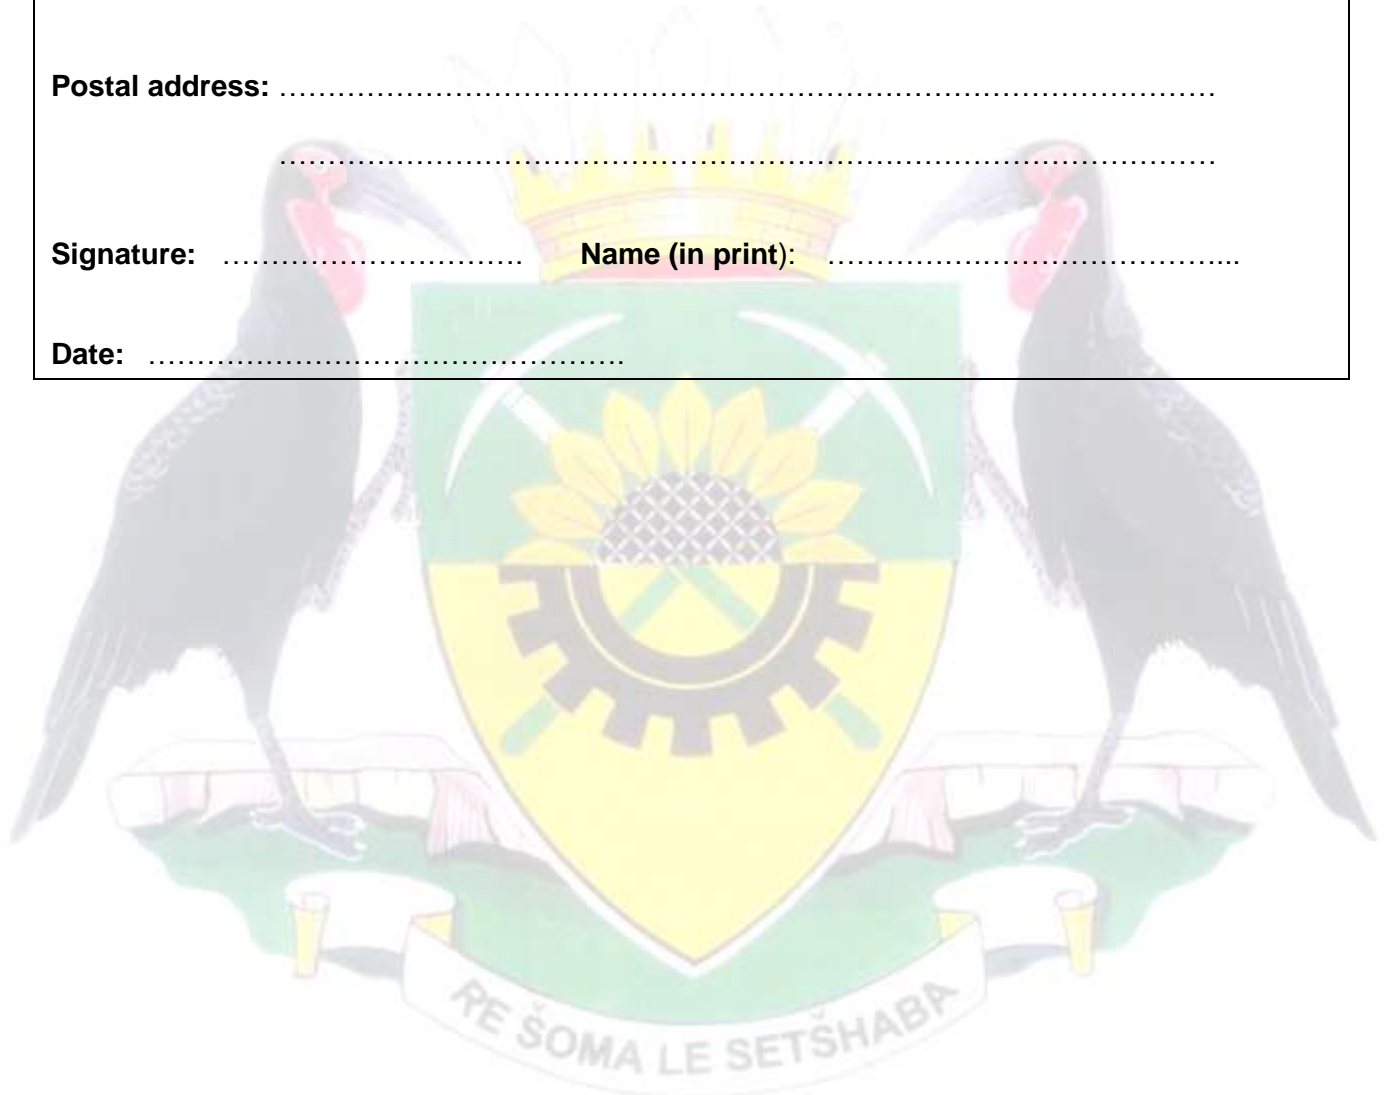 Postal address: ………………………………………………………………………………………
………………………………………………………………………………………
Signature: …………………………. Name (in print): ……………………………………...
Date: ………………………………………….
RE ŠOMA LE SETŠHABA